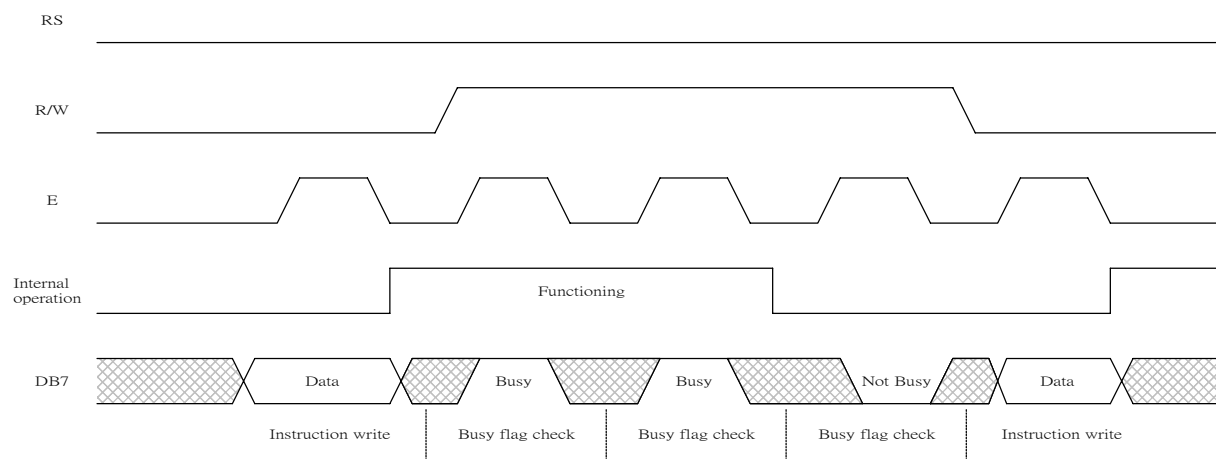 RS
R/W
E
Internal
operation
Functioning
DB7
Data
Busy
Busy
Not Busy
Data
Instruction write
Busy flag check
Busy flag check
Busy flag check
Instruction write